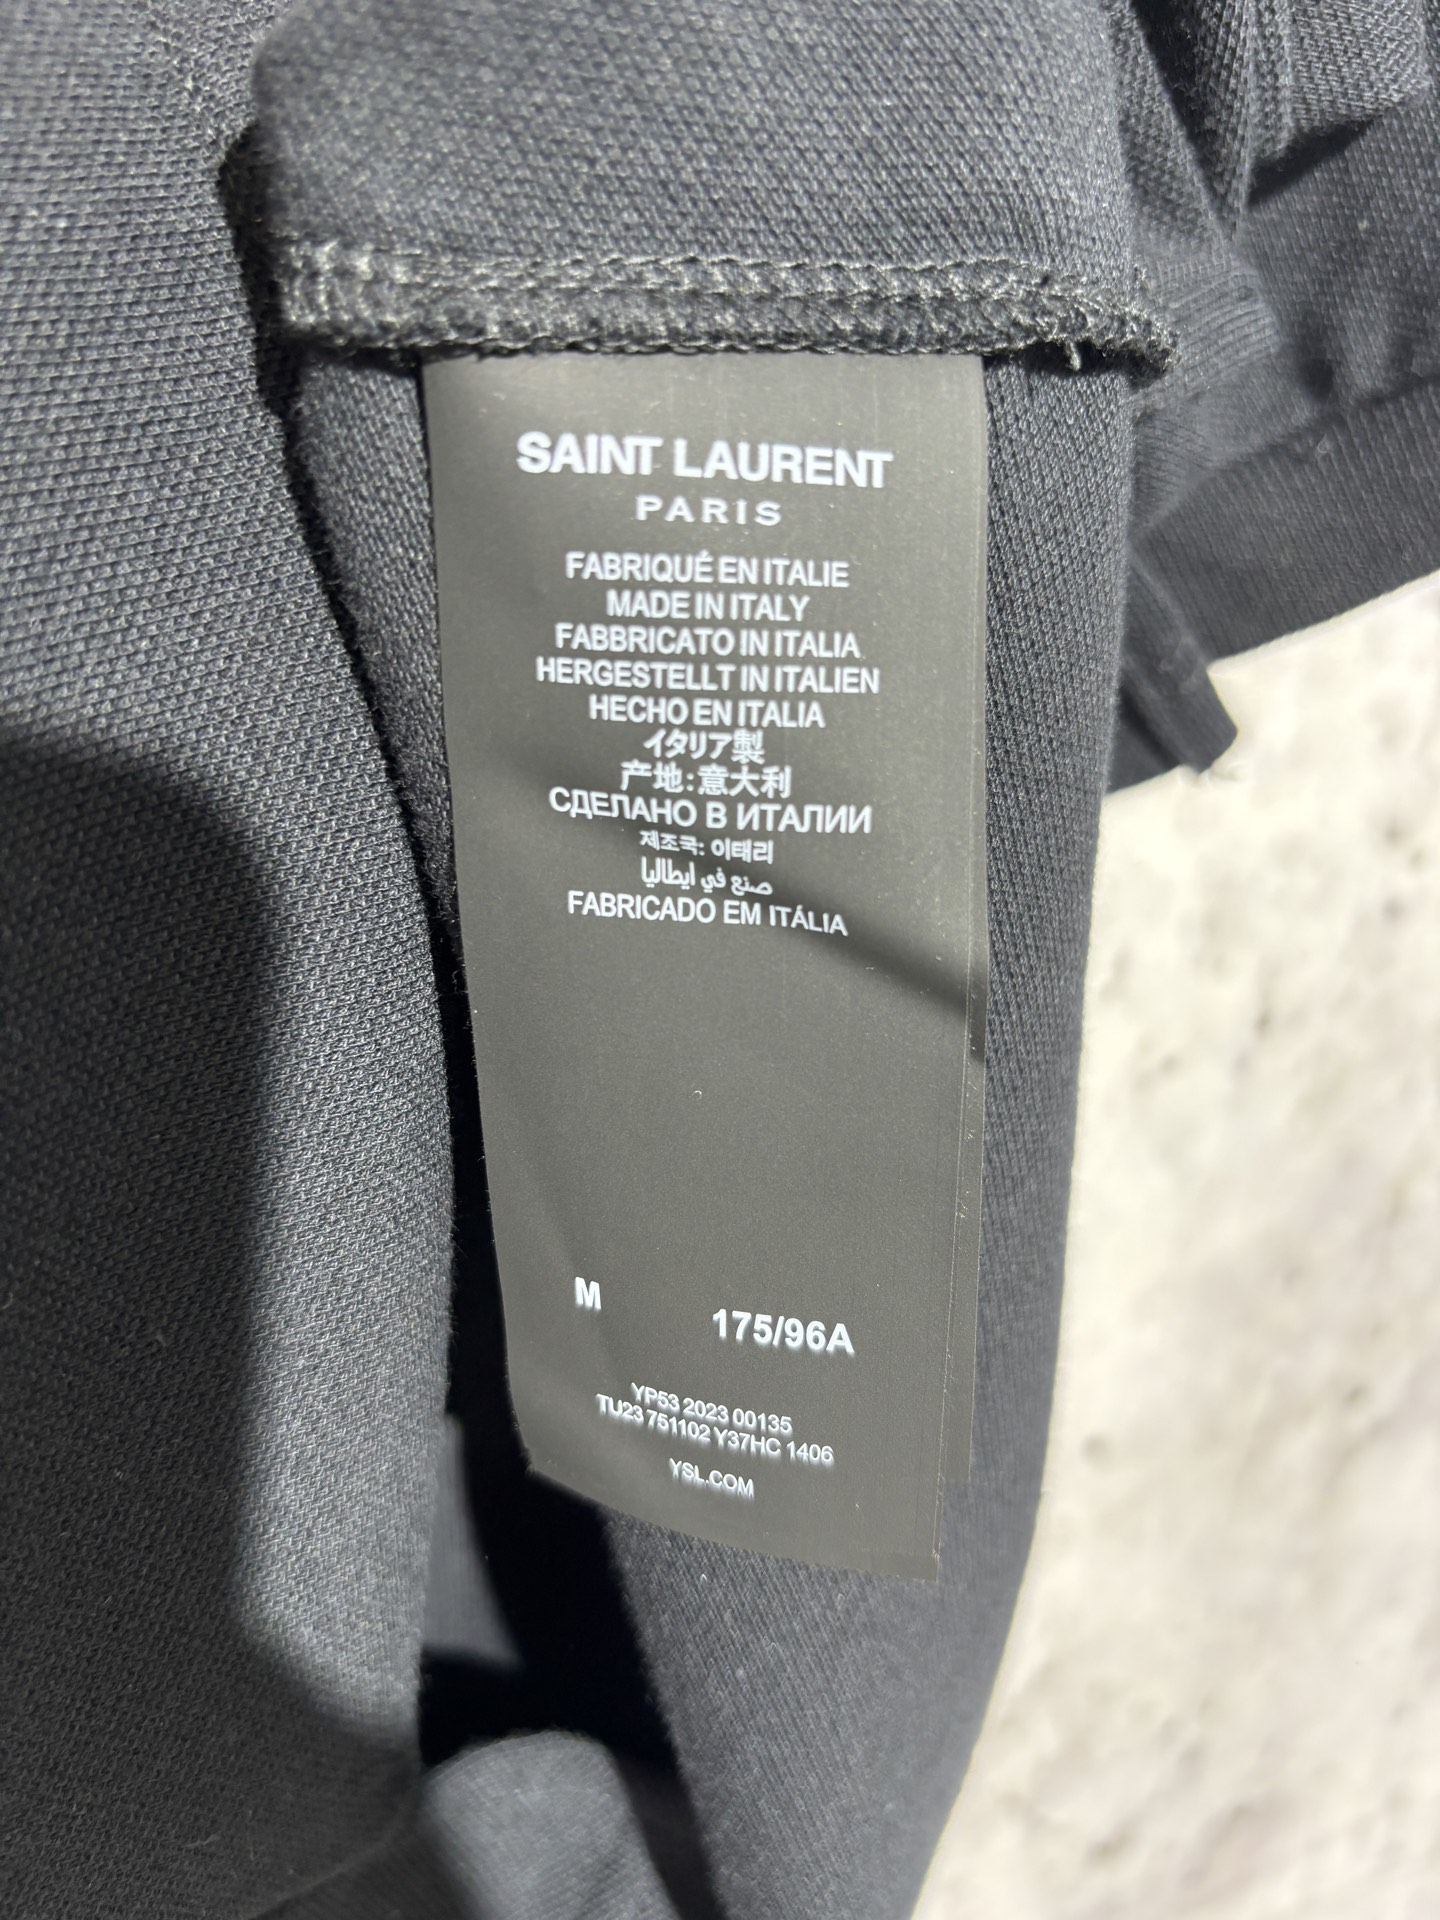 SAINT LAURENT
PARIS
FABRIQUÉ EN ITALIE
MADE IN ITALY
FABBRICATO IN ITALIA
HERGESTELLT IN ITALIEN
HECHO EN ITALIA
イタリア製
产地:意大利
СДЕЛАНО В ИТАЛИИ
제조국: 이태리
صنع في ايطاليا
FABRICADO EM ITÁLIA
M 175/96A
YP53 2023 00135
TU23 751102 Y37HC 1406
YSL.COM